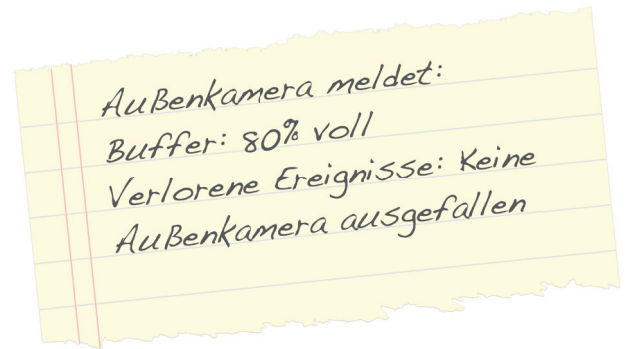 Außenkamera meldet:
Buffer: 80% voll
Verlorene Ereignisse: Keine
Außenkamera ausgefallen